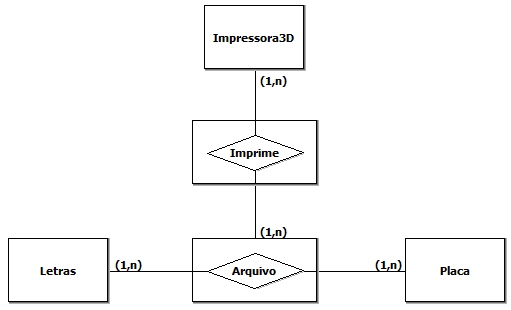 Impressora3D
(1,n)
Imprime
(1,n)
Letras
(1,n)
Arquivo
(1,n)
Placa